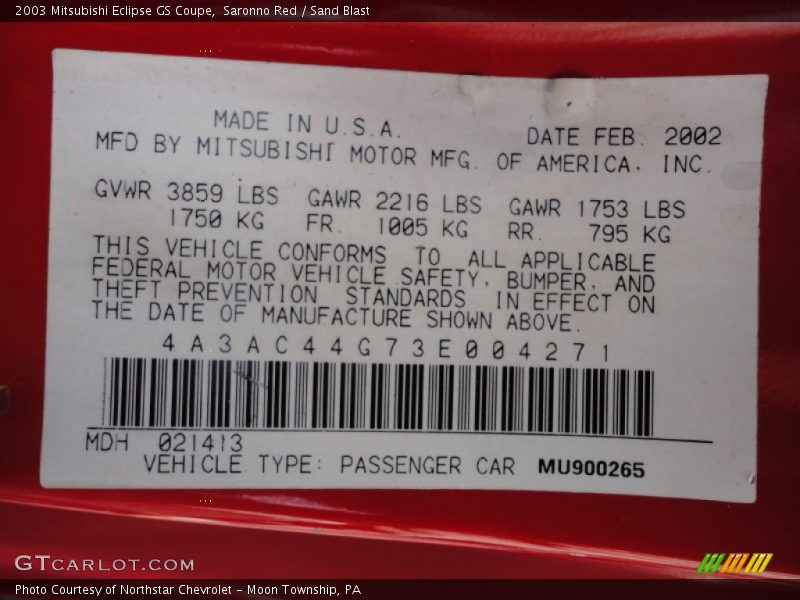 2003 Mitsubishi Eclipse GS Coupe, Saronno Red / Sand Blast
MADE IN U.S.A.
DATE FEB. 2002
MFD BY MITSUBISHI MOTOR MFG. OF AMERICA, INC.
GVWR 3859 LBS GAWR 2216 LBS GAWR 1753 LBS
1750 KG FR. 1005 KG RR. 795 KG
THIS VEHICLE CONFORMS TO ALL APPLICABLE
FEDERAL MOTOR VEHICLE SAFETY, BUMPER, AND
THEFT PREVENTION STANDARDS IN EFFECT ON
THE DATE OF MANUFACTURE SHOWN ABOVE.
4A3AC44G73E004271
MDH 021413
VEHICLE TYPE: PASSENGER CAR MU900265
GTCARLOT.COM
Photo Courtesy of Northstar Chevrolet - Moon Township, PA